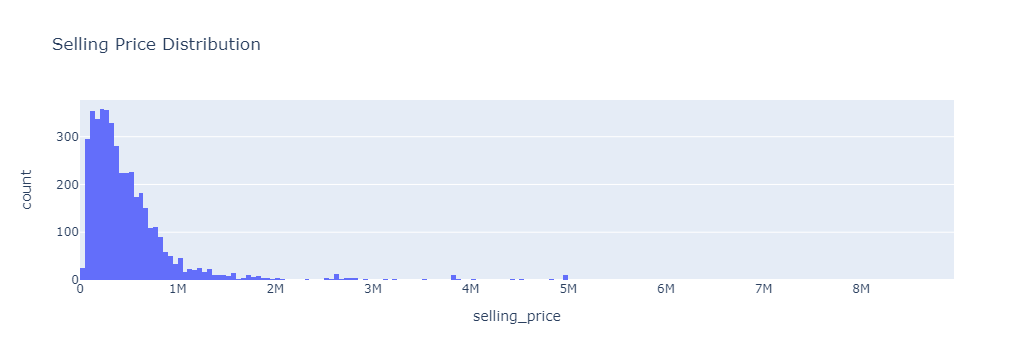 Selling Price Distribution
300
200
100
0
count
0 1M 2M 3M 4M 5M 6M 7M 8M
selling_price